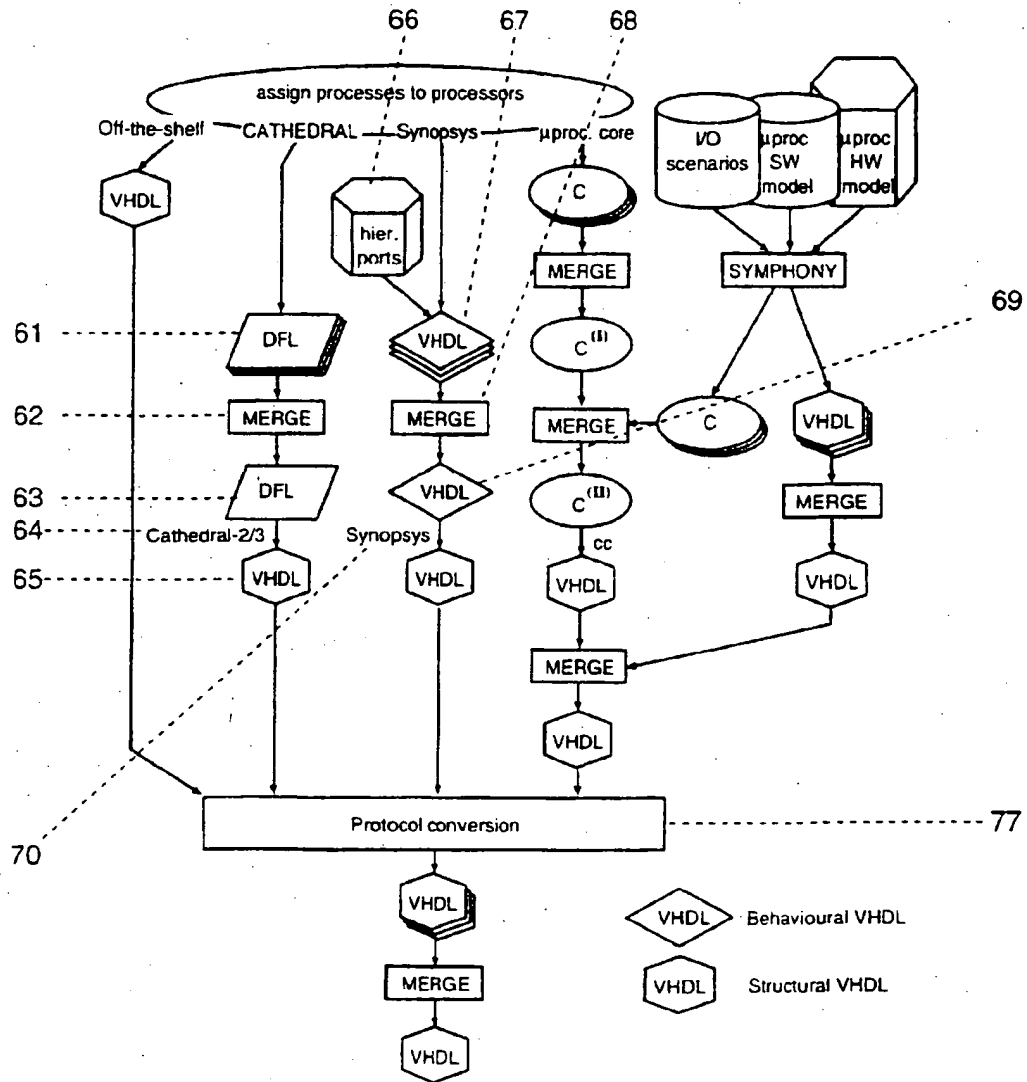 66
67
68
assign processes to processors
Off-the-shelf
CATHEDRAL
Synopsys
μproc. core
I/O
scenarios
μproc
SW
model
μproc
HW
model
VHDL
hier.
ports
C
MERGE
SYMPHONY
69
61
DFL
VHDL
C(I)
62
MERGE
MERGE
MERGE
C
VHDL
63
DFL
VHDL
C(II)
MERGE
64
Cathedral-2/3
Synopsys
cc
65
VHDL
VHDL
VHDL
VHDL
MERGE
VHDL
Protocol conversion
77
70
VHDL
VHDL
Behavioural VHDL
MERGE
VHDL
Structural VHDL
VHDL